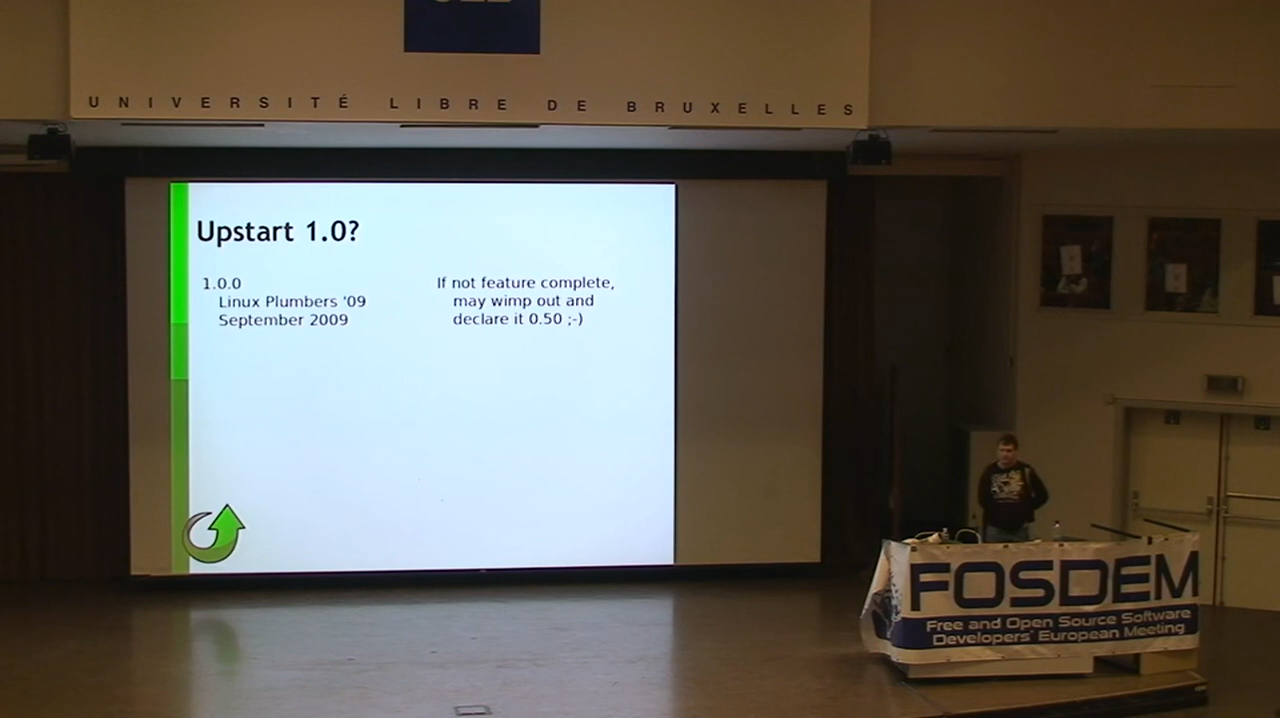 UNIVERSITÉ LIBRE DE BRUXELLES
Upstart 1.0?
1.0.0
Linux Plumbers '09
September 2009
If not feature complete,
may wimp out and
declare it 0.50 ;-)
FOSDEM
Free and Open Source Software
Developers' European Meeting